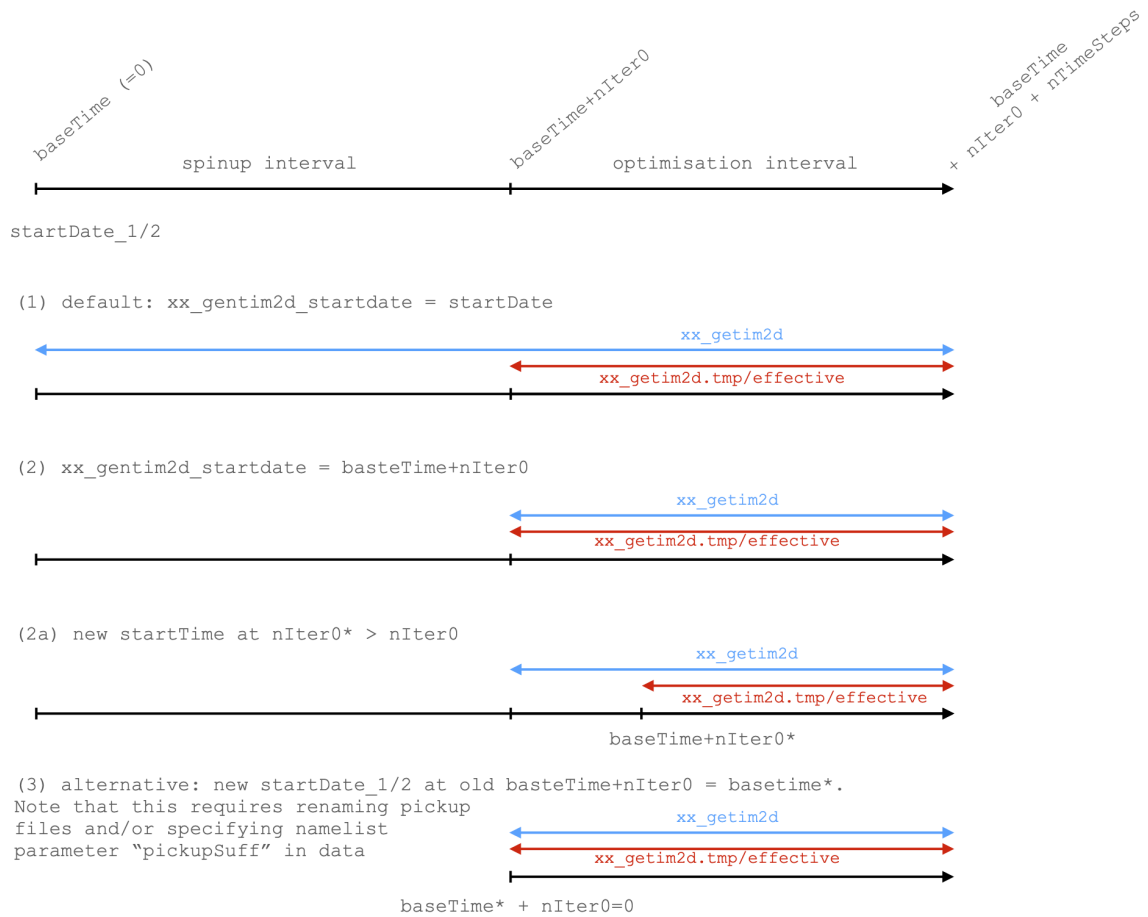 baseTime (=0)
baseTime+nIter0
baseTime
+ nIter0 + nTimeSteps
spinup interval
optimisation interval
startDate_1/2
(1) default: xx_gentim2d_startdate = startDate
xx_getim2d
xx_getim2d.tmp/effective
(2) xx_gentim2d_startdate = basteTime+nIter0
xx_getim2d
xx_getim2d.tmp/effective
(2a) new startTime at nIter0* > nIter0
xx_getim2d
xx_getim2d.tmp/effective
baseTime+nIter0*
(3) alternative: new startDate_1/2 at old basteTime+nIter0 = basetime*.
Note that this requires renaming pickup
files and/or specifying namelist
parameter “pickupSuff” in data
xx_getim2d
xx_getim2d.tmp/effective
baseTime* + nIter0=0